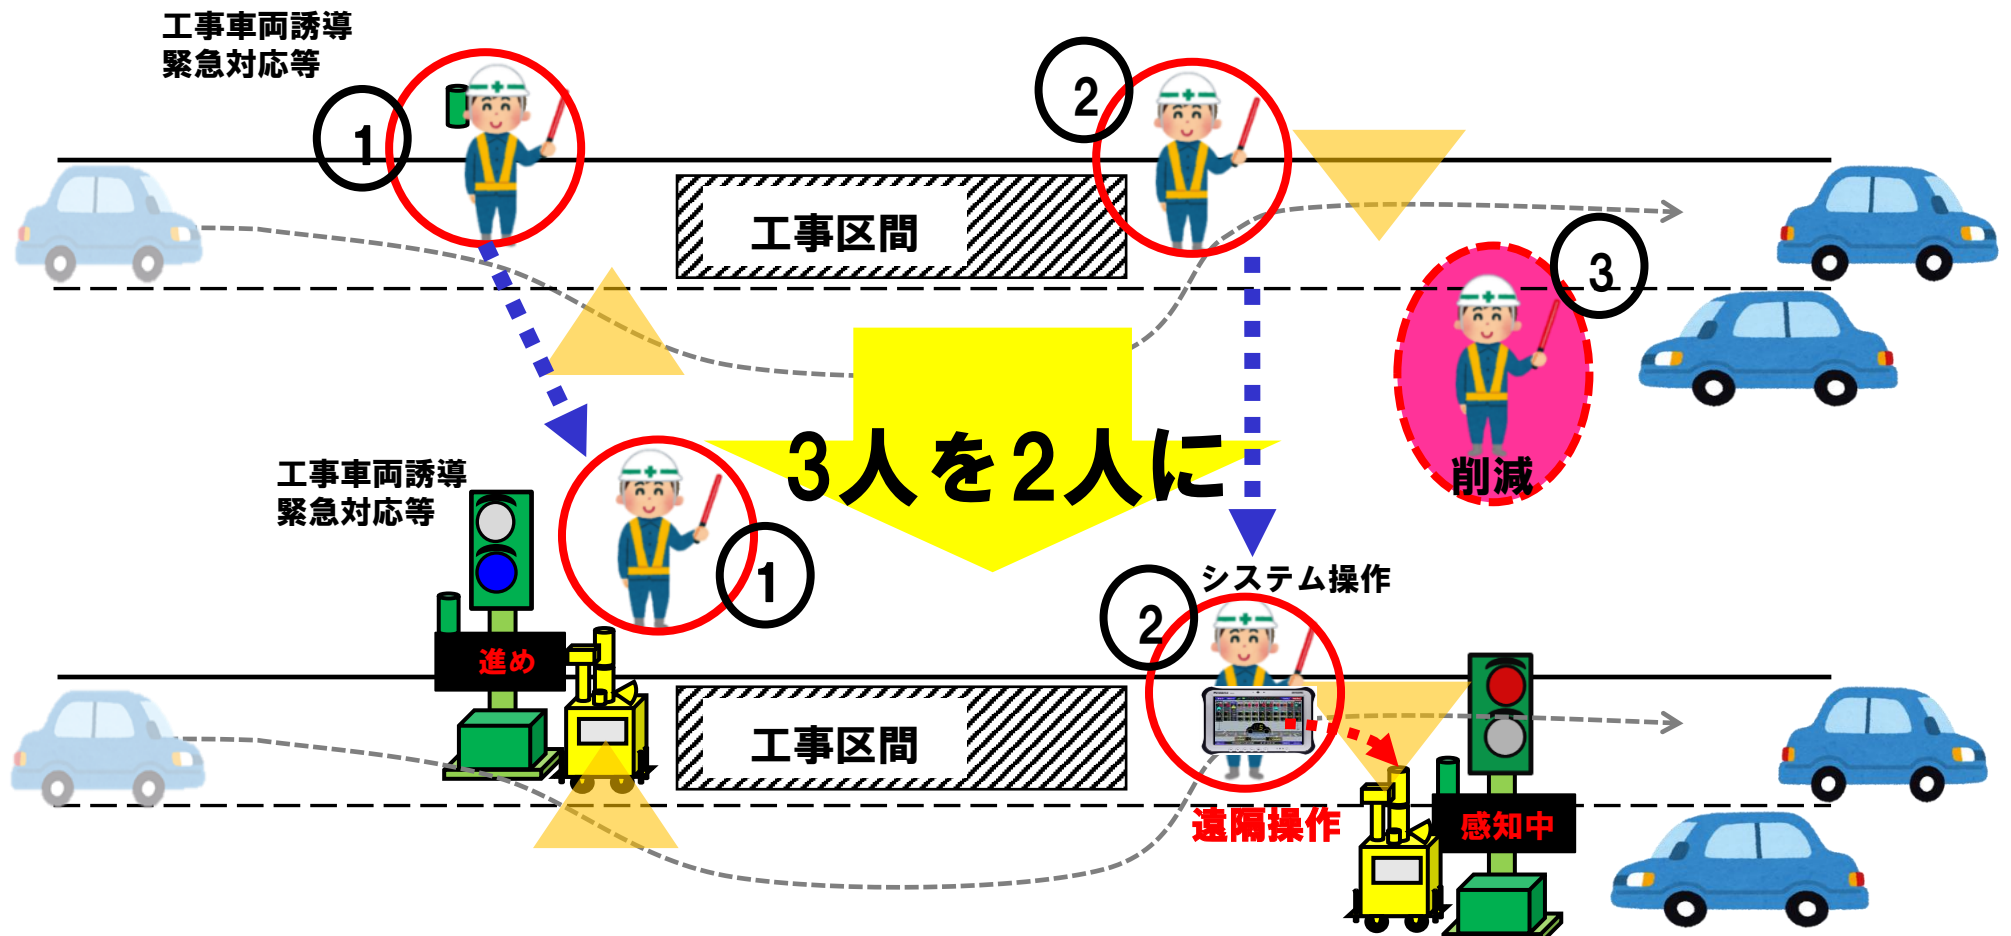 工事車両誘導
緊急対応等
1
2
工事区間
3
削減
3人を2人に
工事車両誘導
緊急対応等
1
システム操作
2
進め
工事区間
遠隔操作
感知中